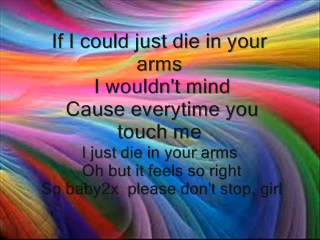 If I could just die in your
arms
I wouldn't mind
Cause everytime you
touch me
I just die in your arms
Oh but it feels so right
So baby2x please don't stop, girl